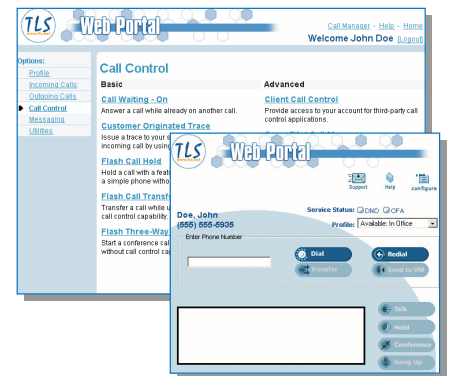 TLS
Web Portal
Call Manager - Help - Home
Welcome John Doe [Logout]
Options:
Profile
Incoming Calls
Outgoing Calls
Call Control
Messaging
Utilities
Call Control
Basic
Call Waiting - On
Answer a call while already on another call.
Customer Originated Trace
Issue a trace to your s
incoming call by using
Flash Call Hold
Hold a call with a feat
a simple phone witho
Flash Call Transf
Transfer a call while u
call control capability.
Flash Three-Way
Start a conference cal
without call control cap
Advanced
Client Call Control
Provide access to your account for third-party call
control applications.
TLS
Web Portal
Support
Help
configure
Doe, John
(555) 555-5935
Service Status: DND CFA
Profile: Available: In Office
Enter Phone Number
Dial
Redial
Transfer
Send to VM
Talk
Hold
Conference
Hang Up